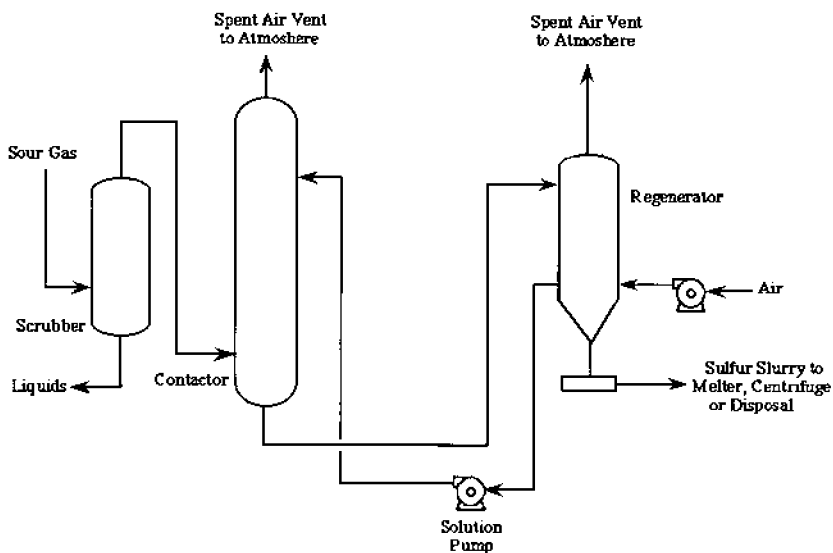 Spent Air Vent
to Atmoshere
Spent Air Vent
to Atmoshere
Sour Gas
Regenerator
Air
Scrubber
Liquids
Contactor
Sulfur Slurry to
Melter, Centrifuge
or Disposal
Solution
Pump